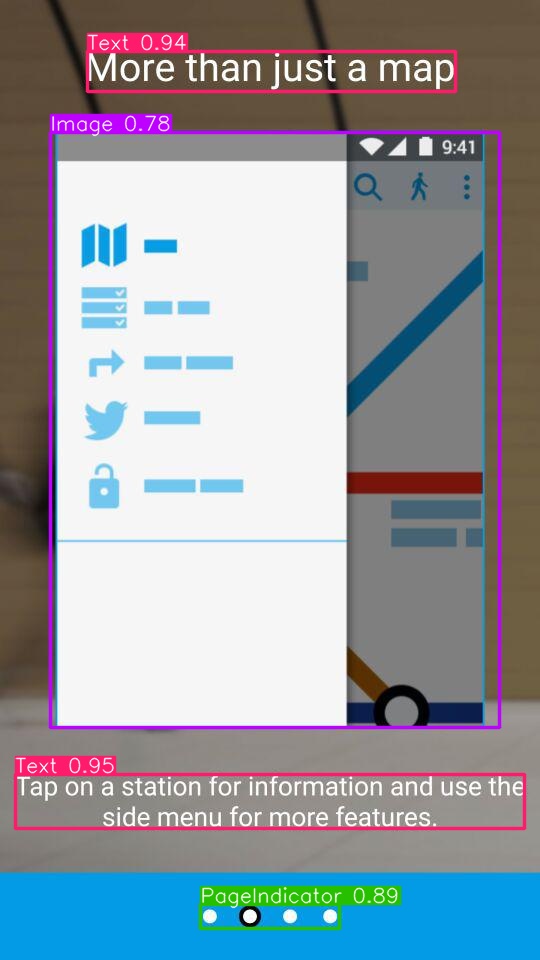 Text 0.94
More than just a map
Image 0.78
9:41
Text 0.95
Tap on a station for information and use the
side menu for more features.
PageIndicator 0.89